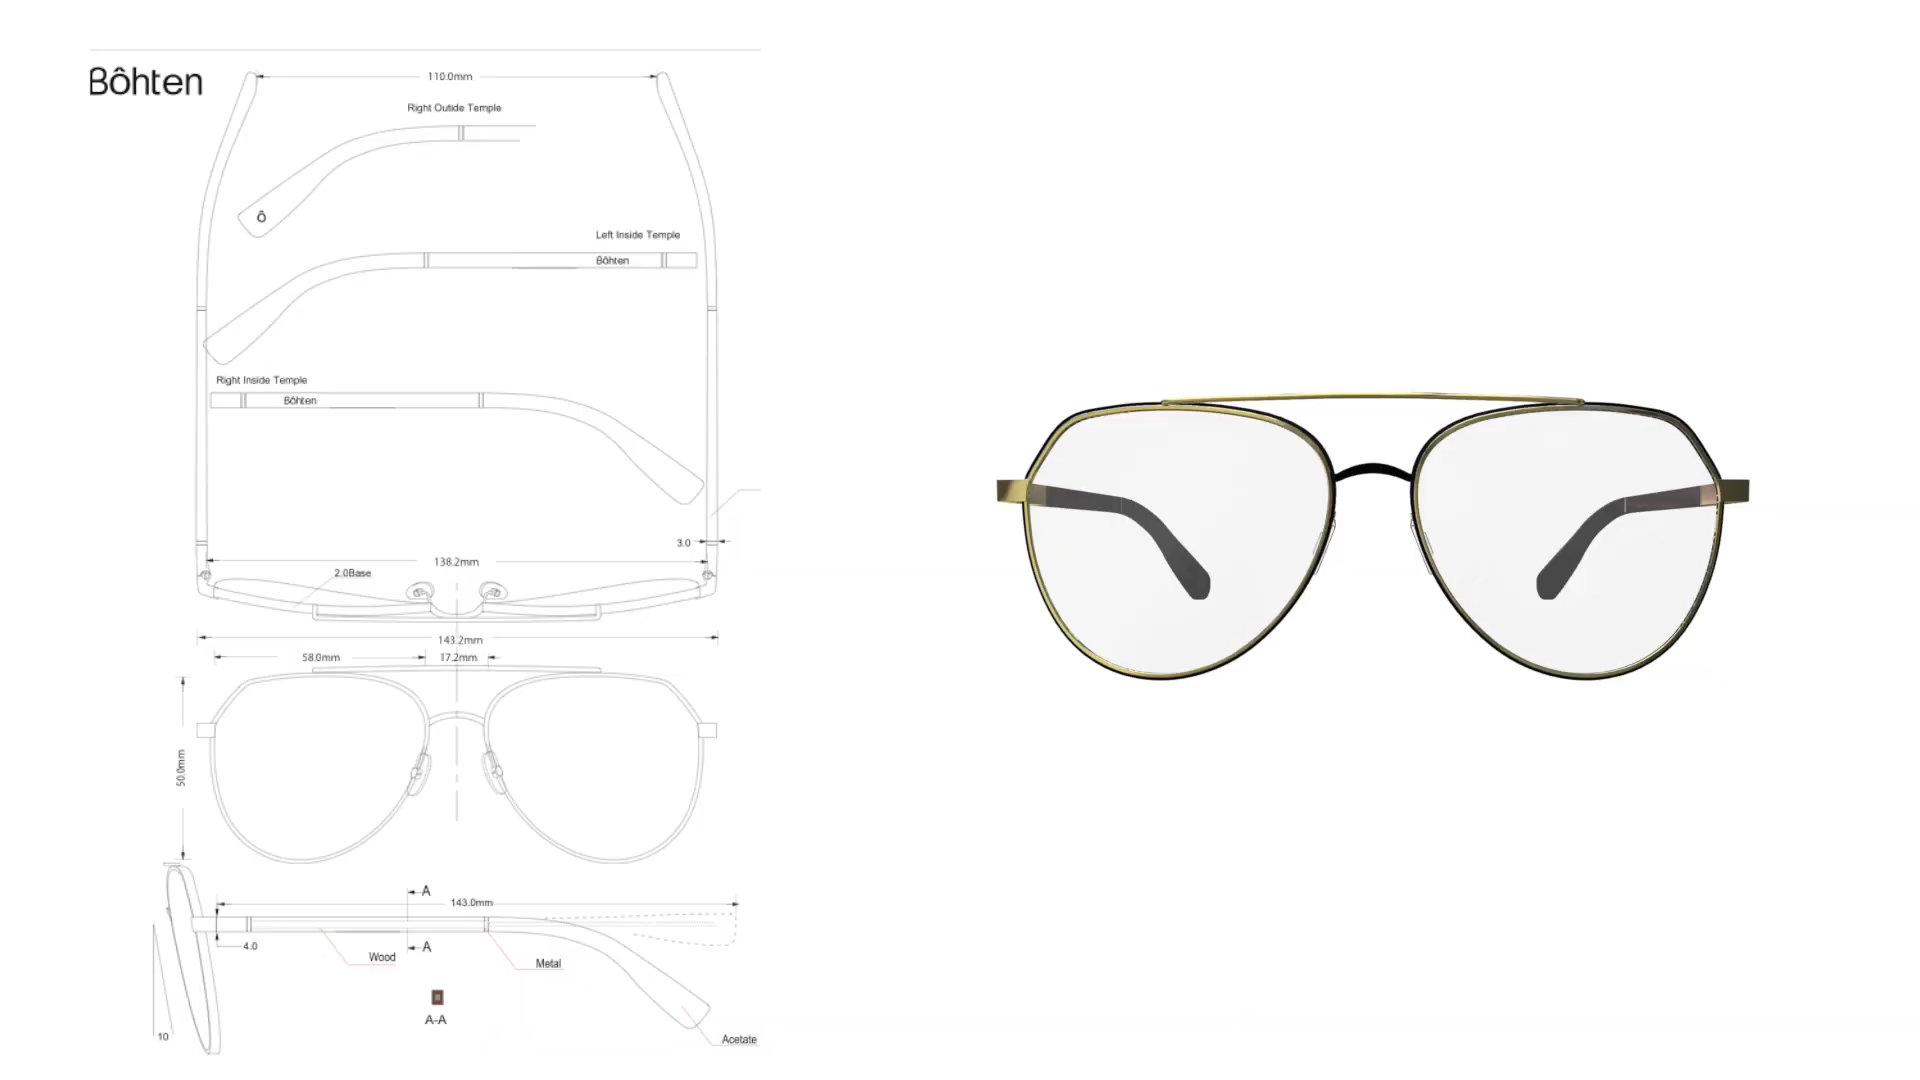 Bôhten
110.0mm
Right Outide Temple
Ô
Left Inside Temple
Bôhten
Right Inside Temple
Bôhten
3.0
138.2mm
2.0Base
143.2mm
58.0mm
17.2mm
50.0mm
A
143.0mm
4.0
A
Wood
Metal
A-A
10
Acetate